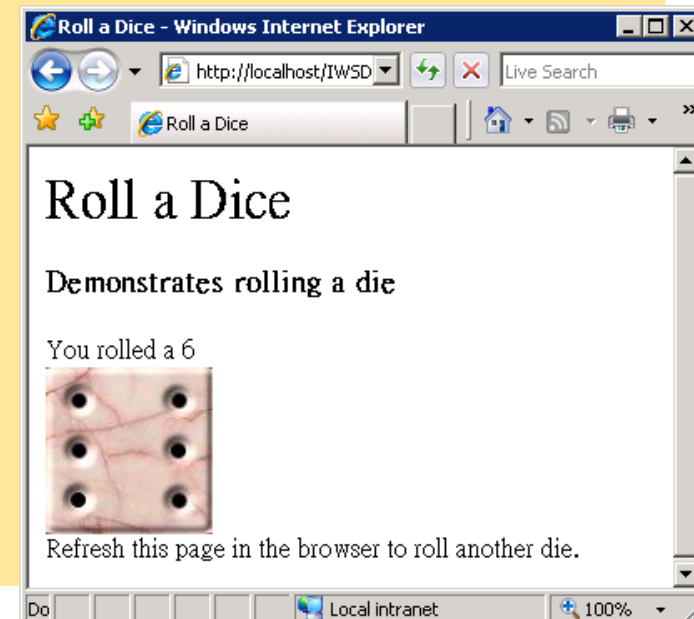 Roll a Dice - Windows Internet Explorer
http://localhost/IWSD
Live Search
Roll a Dice
»
Roll a Dice
Demonstrates rolling a die
You rolled a 6
Refresh this page in the browser to roll another die.
Do
Local intranet
100%